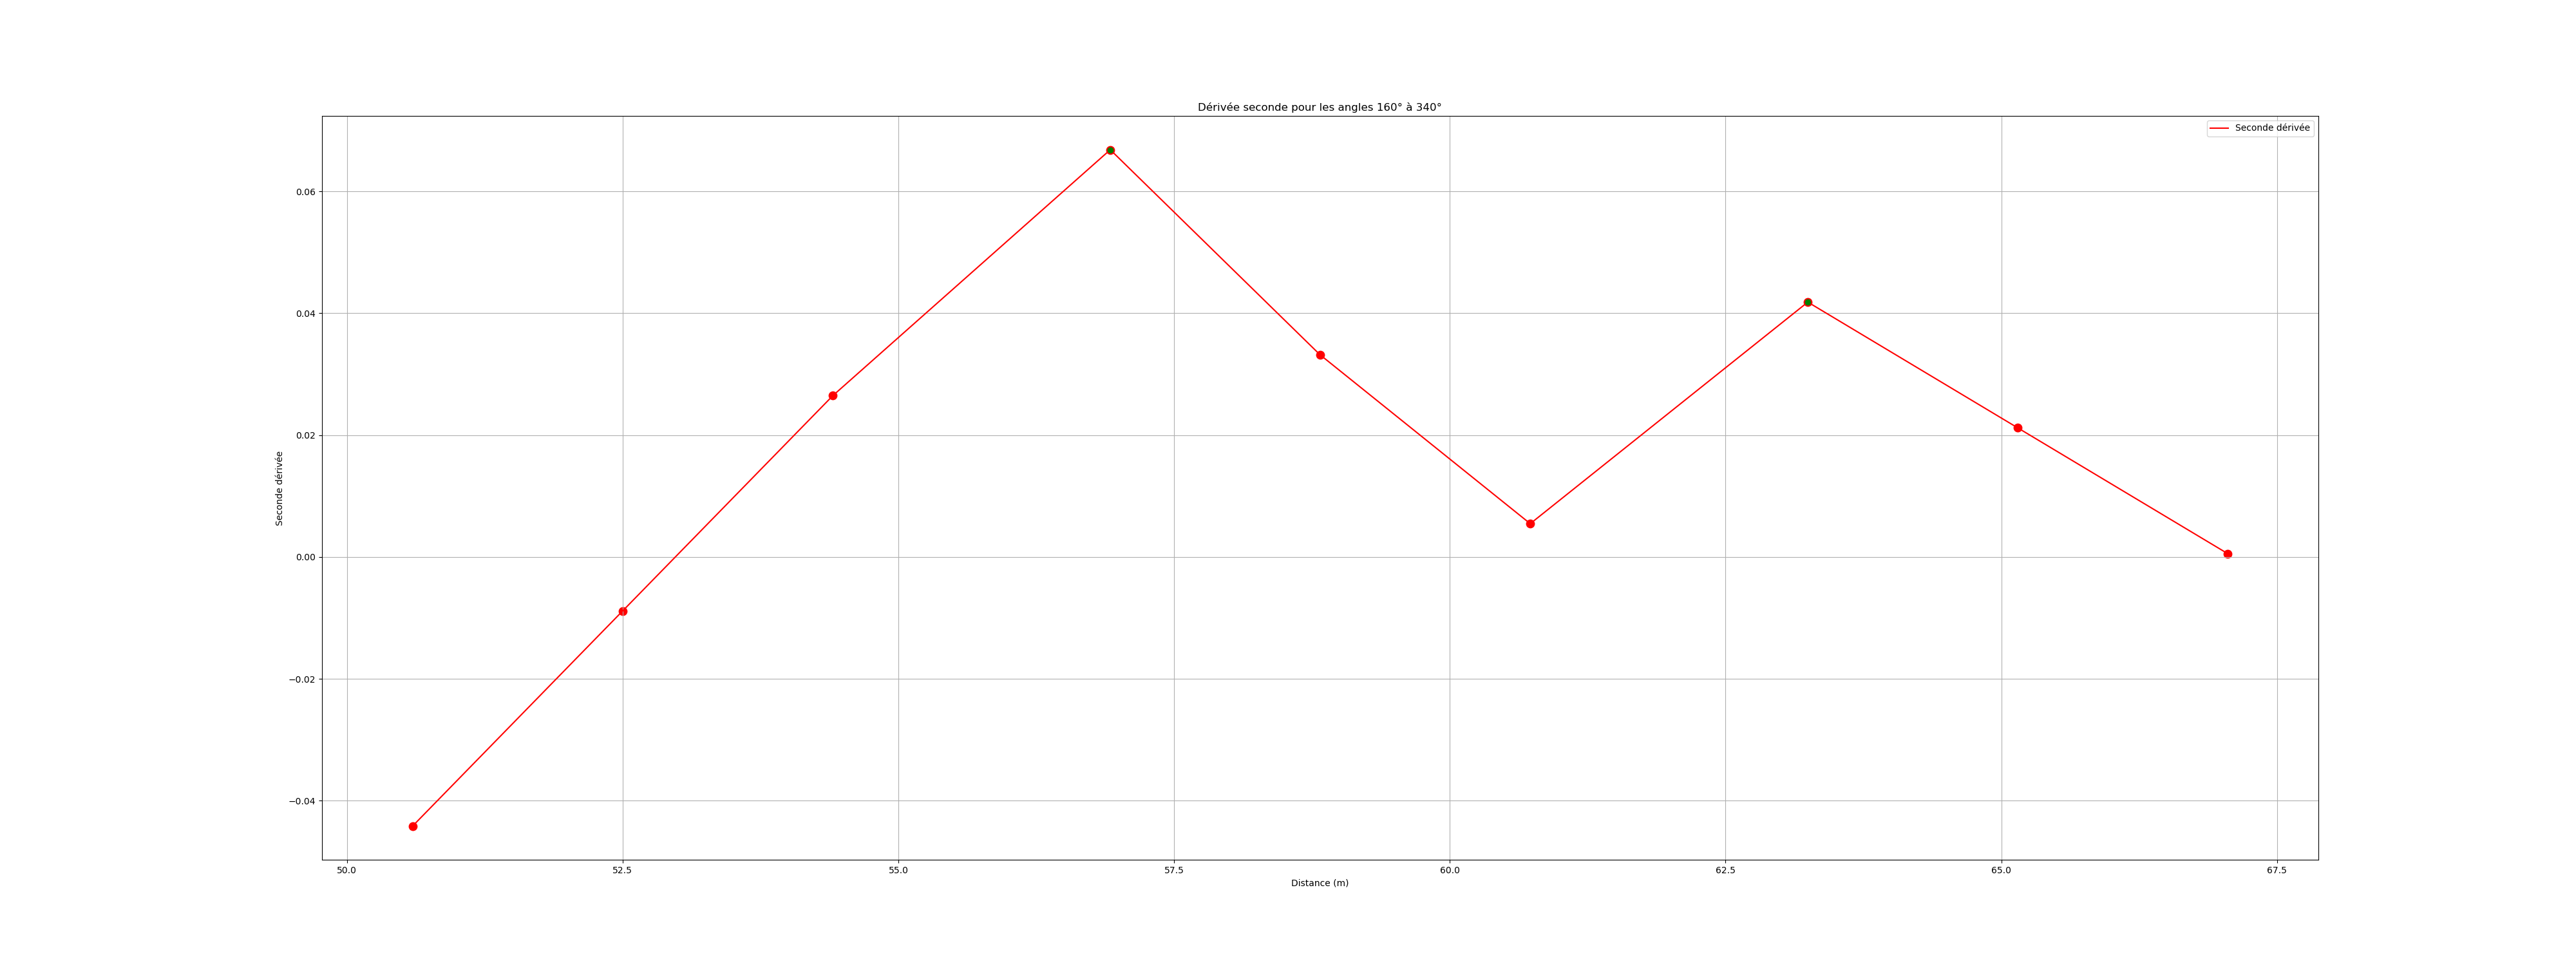 Dérivée seconde pour les angles 160° à 340°
Seconde dérivée
0.06
0.04
0.02
0.00
−0.02
−0.04
Seconde dérivée
50.0 52.5 55.0 57.5 60.0 62.5 65.0 67.5
Distance (m)